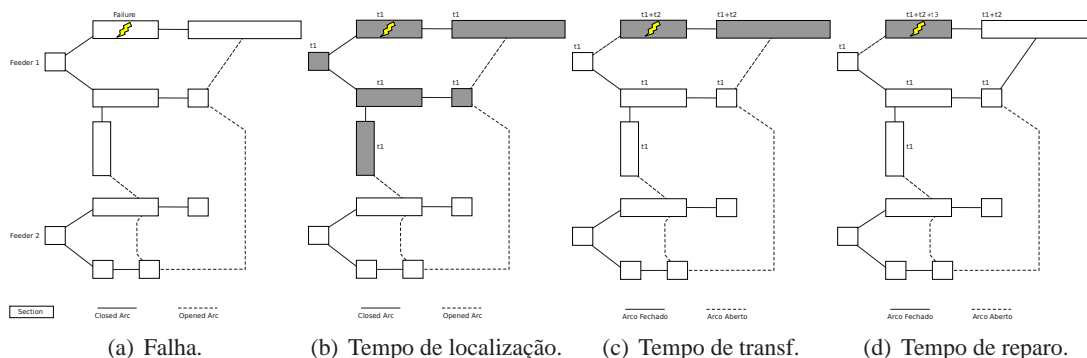 Failure
Feeder 1
Feeder 2
Section
Closed Arc
Opened Arc
(a) Falha.
t1
t1
t1
t1
t1
t1
Closed Arc
Opened Arc
(b) Tempo de localização.
t1+t2
t1+t2
t1
t1
t1
t1
Arco Fechado
Arco Aberto
(c) Tempo de transf.
t1+t2+t3
t1+t2
t1
t1
t1
t1
Arco Fechado
Arco Aberto
(d) Tempo de reparo.